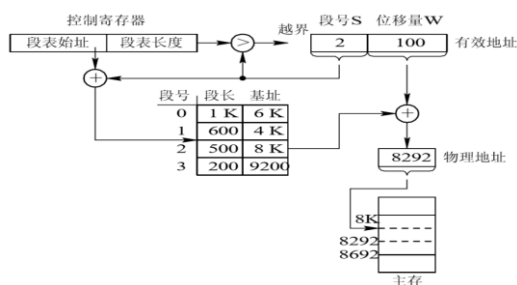 控制寄存器
段表始址 段表长度
>
越界
段号S 位移量W
2 100
有效地址
+
+
段号 段长 基址
0 1 K 6 K
1 600 4 K
2 500 8 K
3 200 9200
8292 物理地址
8K
8292
8692
主存